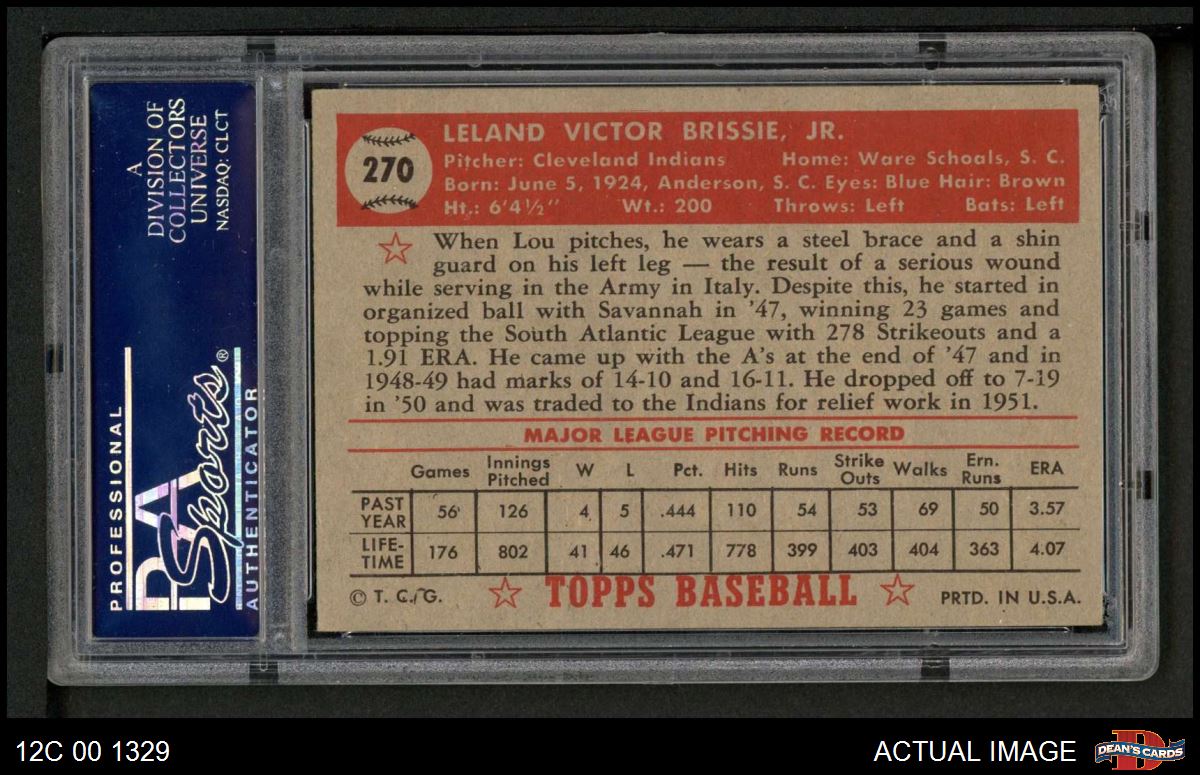 A
DIVISION OF
COLLECTORS
UNIVERSE
NASDAQ: CLCT
PROFESSIONAL
PSA
Sports®
AUTHENTICATOR
270
LELAND VICTOR BRISSIE, JR.
Pitcher: Cleveland Indians Home: Ware Schoals, S. C.
Born: June 5, 1924, Anderson, S. C. Eyes: Blue Hair: Brown
Ht.: 6'4½" Wt.: 200 Throws: Left Bats: Left
When Lou pitches, he wears a steel brace and a shin
guard on his left leg — the result of a serious wound
while serving in the Army in Italy. Despite this, he started in
organized ball with Savannah in '47, winning 23 games and
topping the South Atlantic League with 278 Strikeouts and a
1.91 ERA. He came up with the A's at the end of '47 and in
1948-49 had marks of 14-10 and 16-11. He dropped off to 7-19
in '50 and was traded to the Indians for relief work in 1951.
MAJOR LEAGUE PITCHING RECORD
Games Innings Pitched W L Pct. Hits Runs Strike Outs Walks Ern. Runs ERA
PAST YEAR 56 126 4 5 .444 110 54 53 69 50 3.57
LIFE-TIME 176 802 41 46 .471 778 399 403 404 363 4.07
© T. C. G. TOPPS BASEBALL PRTD. IN U.S.A.
12C 00 1329 ACTUAL IMAGE D DEAN'S CARDS